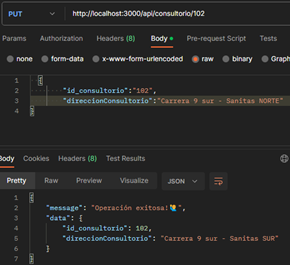 PUT http://localhost:3000/api/consultorio/102
Params Authorization Headers (8) Body Pre-request Script Tests
none form-data x-www-form-urlencoded raw binary Graph
1 {
2 "id_consultorio":"102",
3 "direccionConsultorio":"Carrera 9 sur - Sanitas NORTE"
4 }
Body Cookies Headers (8) Test Results
Pretty Raw Preview Visualize JSON
1 {
2 "message": "Operación exitosa!
3 "data": {
4 "id_consultorio": 102,
5 "direccionConsultorio": "Carrera 9 sur - Sanitas SUR"
6 }
7 }